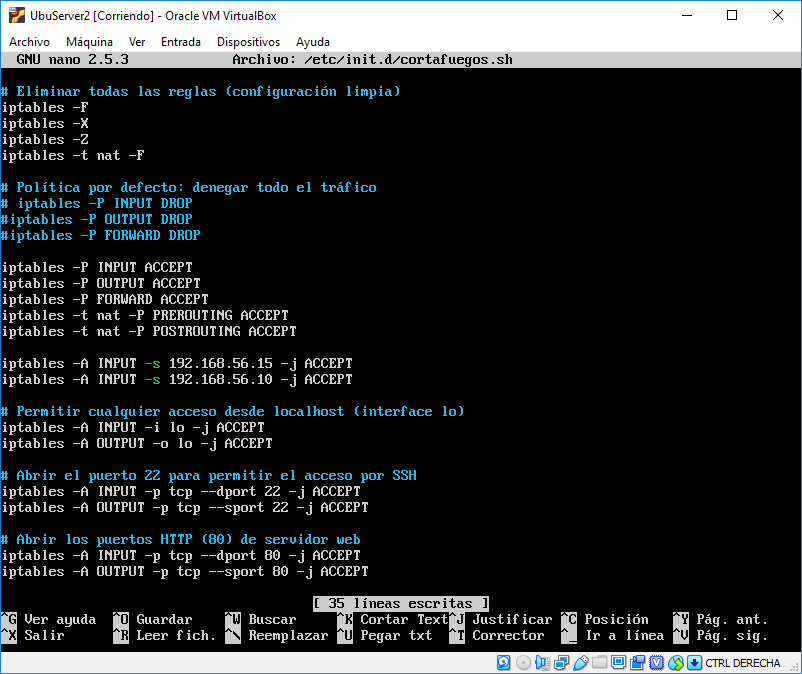 UbuServer2 [Corriendo] - Oracle VM VirtualBox
Archivo Máquina Ver Entrada Dispositivos Ayuda
GNU nano 2.5.3 Archivo: /etc/init.d/cortafuegos.sh
# Eliminar todas las reglas (configuración limpia)
iptables -F
iptables -X
iptables -Z
iptables -t nat -F
# Política por defecto: denegar todo el tráfico
# iptables -P INPUT DROP
#iptables -P OUTPUT DROP
#iptables -P FORWARD DROP
iptables -P INPUT ACCEPT
iptables -P OUTPUT ACCEPT
iptables -P FORWARD ACCEPT
iptables -t nat -P PREROUTING ACCEPT
iptables -t nat -P POSTROUTING ACCEPT
iptables -A INPUT -s 192.168.56.15 -j ACCEPT
iptables -A INPUT -s 192.168.56.10 -j ACCEPT
# Permitir cualquier acceso desde localhost (interface lo)
iptables -A INPUT -i lo -j ACCEPT
iptables -A OUTPUT -o lo -j ACCEPT
# Abrir el puerto 22 para permitir el acceso por SSH
iptables -A INPUT -p tcp --dport 22 -j ACCEPT
iptables -A OUTPUT -p tcp --sport 22 -j ACCEPT
# Abrir los puertos HTTP (80) de servidor web
iptables -A INPUT -p tcp --dport 80 -j ACCEPT
iptables -A OUTPUT -p tcp --sport 80 -j ACCEPT
[ 35 líneas escritas ]
^G Ver ayuda ^O Guardar ^W Buscar ^K Cortar Text ^J Justificar ^C Posición ^Y Pág. ant.
^X Salir ^R Leer fich. ^\ Reemplazar ^U Pegar txt ^T Corrector ^_ Ir a línea ^V Pág. sig.
CTRL DERECHA